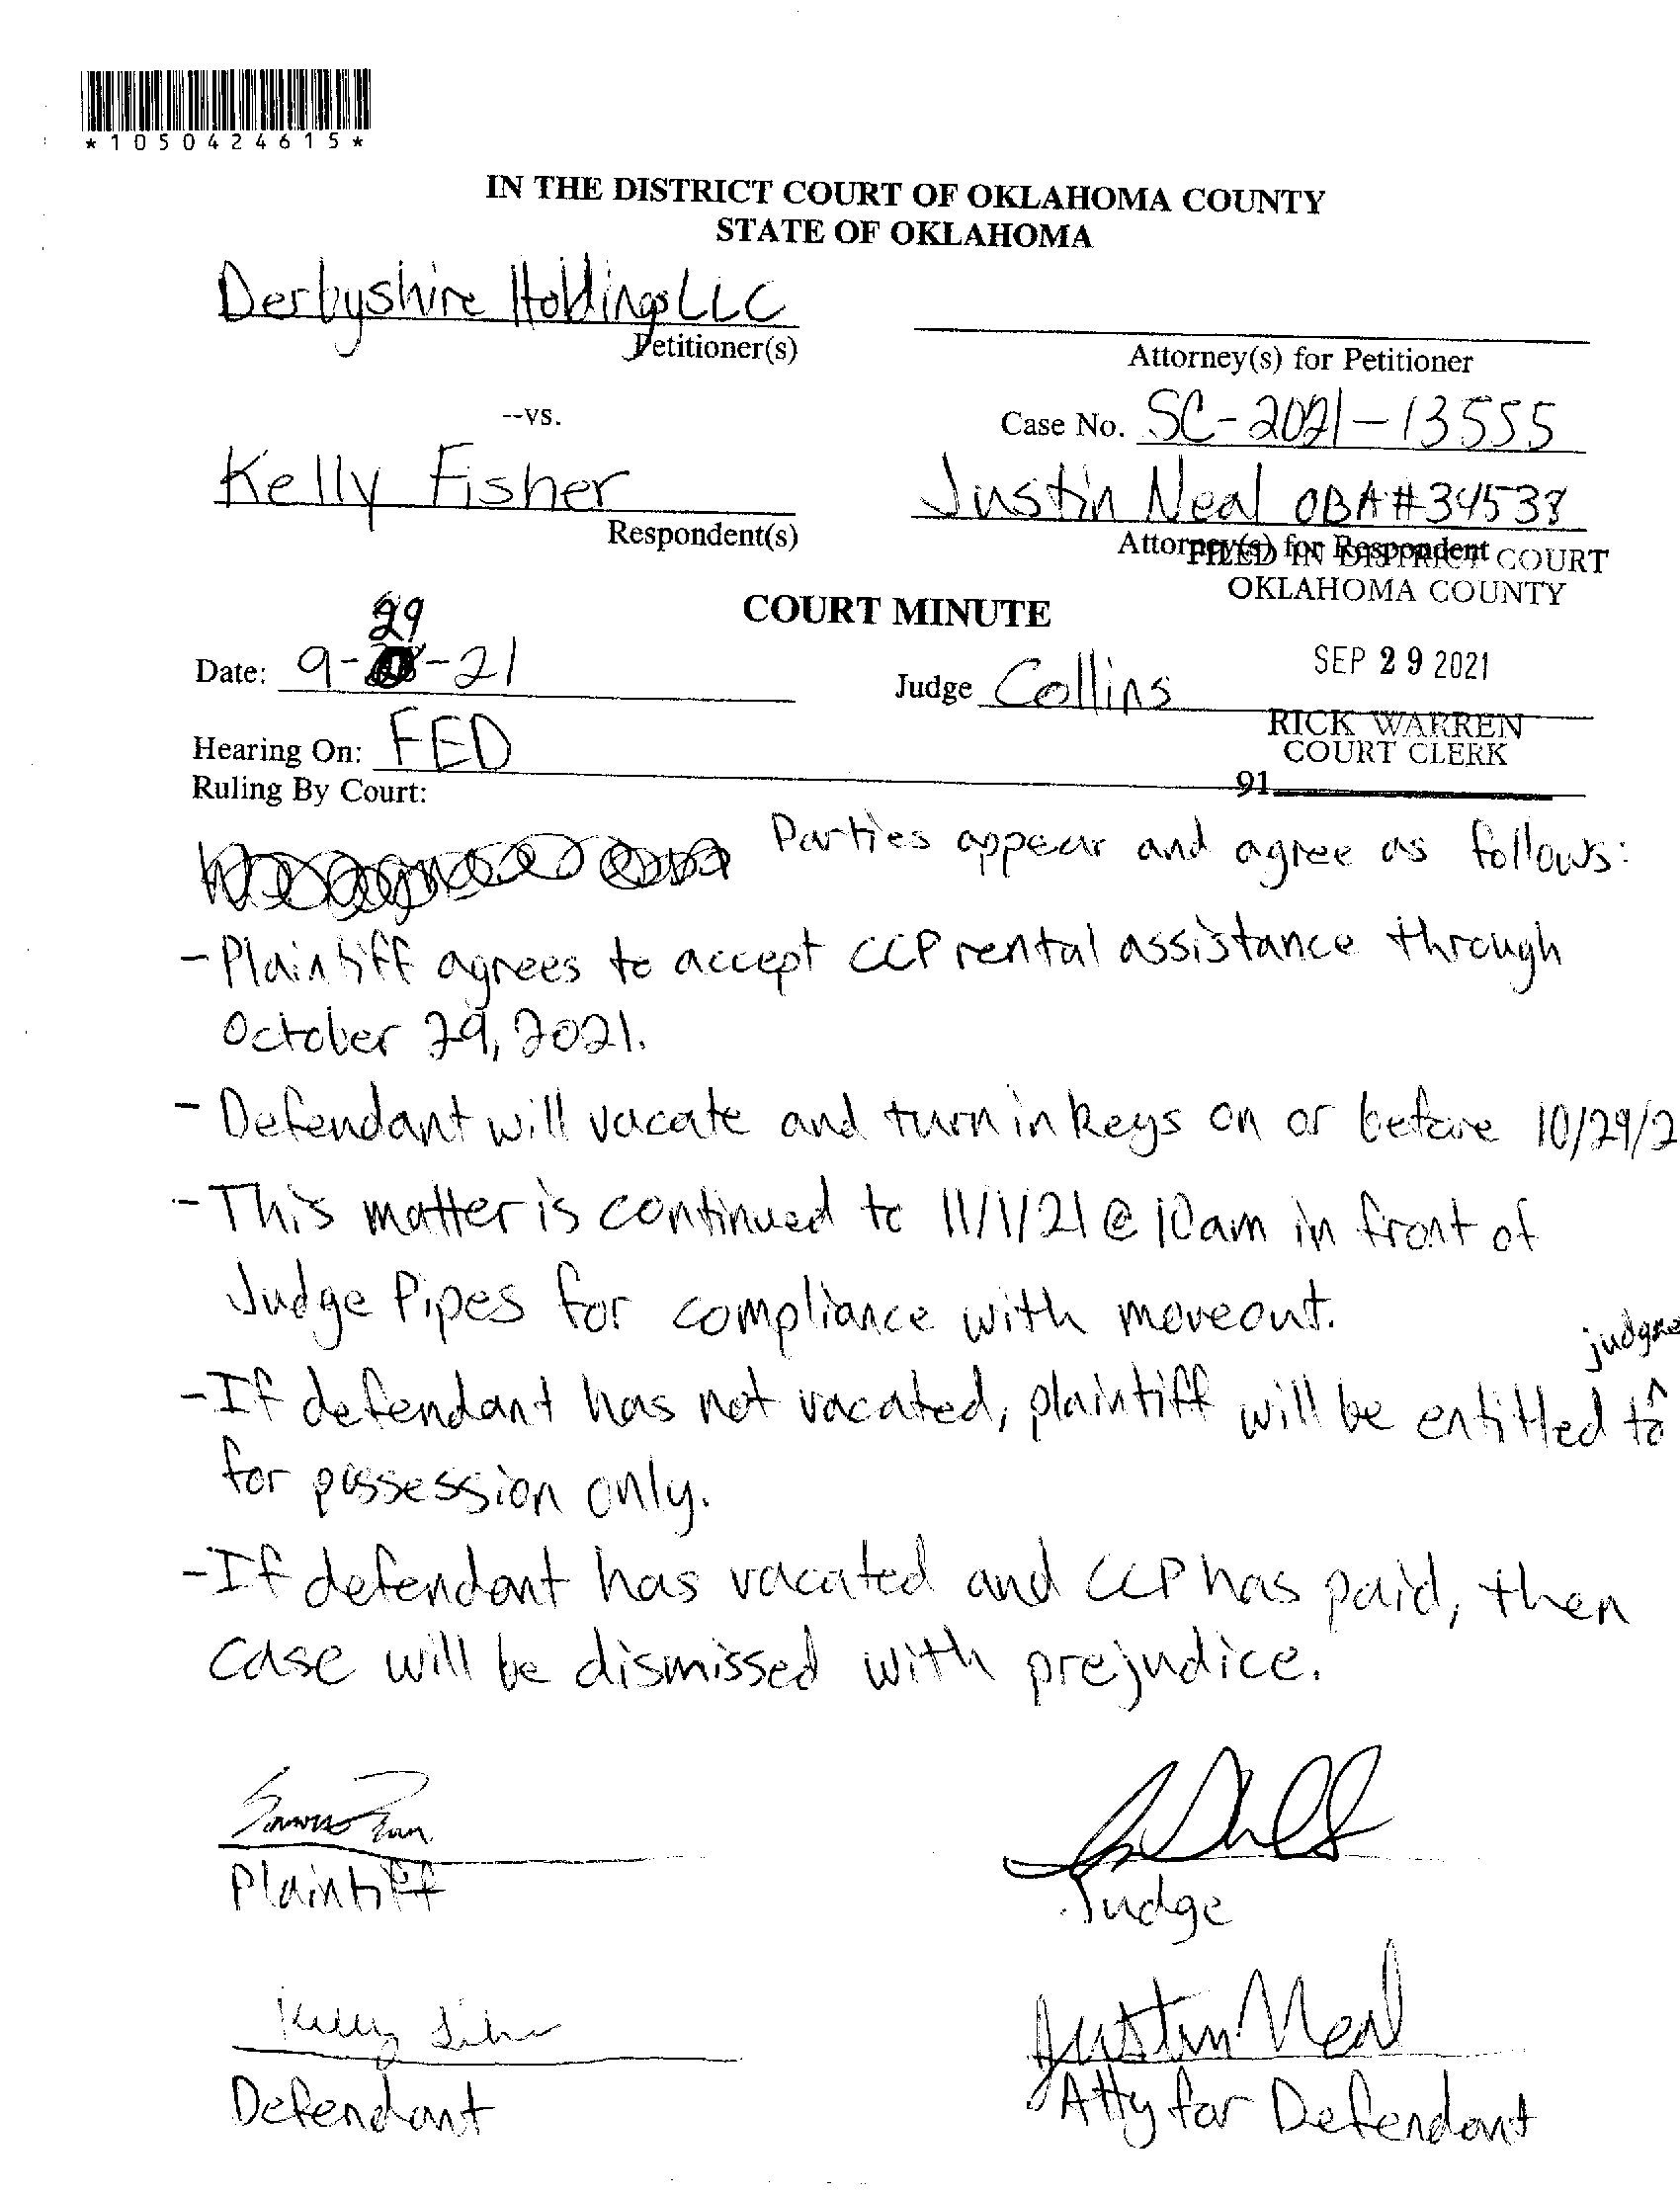 *1050424615*
IN THE DISTRICT COURT OF OKLAHOMA COUNTY
STATE OF OKLAHOMA
Derbyshire Holdings LLC
Petitioner(s)
Attorney(s) for Petitioner
--vs.
Case No. SC-2021-13555
Kelly Fisher
Respondent(s)
Justin Neal OBA#34538
Attorney(s) for Respondent
FILED IN DISTRICT COURT
OKLAHOMA COUNTY
COURT MINUTE
SEP 29 2021
29
Date: 9- -21
Judge Collins
RICK WARREN
COURT CLERK
91
Hearing On: FED
Ruling By Court:
Parties appear and agree as follows:
- Plaintiff agrees to accept CCP rental assistance through
October 29, 2021.
- Defendant will vacate and turn in keys on or before 10/29/2
- This matter is continued to 11/1/21 @ 10am in front of
Judge Pipes for compliance with moveout.
judgme
- If defendant has not vacated, plaintiff will be entitled to ^
for possession only.
- If defendant has vacated and CCP has paid, then
case will be dismissed with prejudice.
Plaintiff
Judge
Kelly Fisher
Defendant
Justin Neal
Atty for Defendant